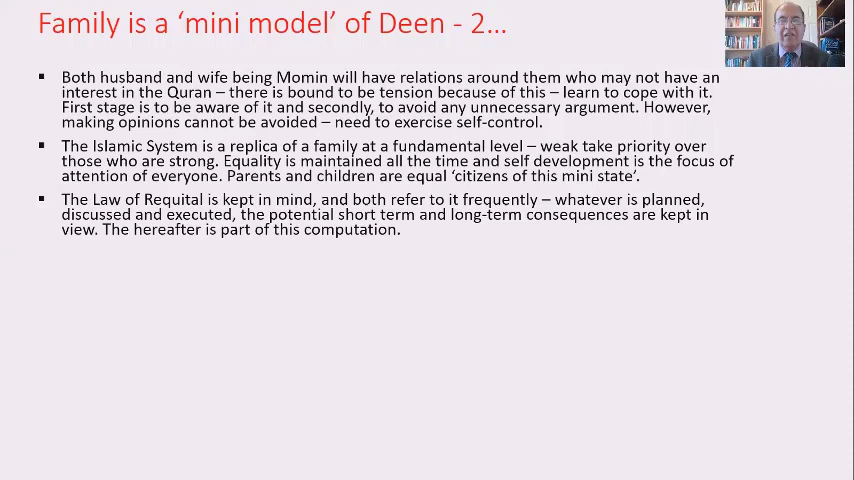 Family is a ‘mini model’ of Deen - 2…
▪ Both husband and wife being Momin will have relations around them who may not have an
interest in the Quran – there is bound to be tension because of this – learn to cope with it.
First stage is to be aware of it and secondly, to avoid any unnecessary argument. However,
making opinions cannot be avoided – need to exercise self-control.
▪ The Islamic System is a replica of a family at a fundamental level – weak take priority over
those who are strong. Equality is maintained all the time and self development is the focus of
attention of everyone. Parents and children are equal ‘citizens of this mini state’.
▪ The Law of Requital is kept in mind, and both refer to it frequently – whatever is planned,
discussed and executed, the potential short term and long-term consequences are kept in
view. The hereafter is part of this computation.